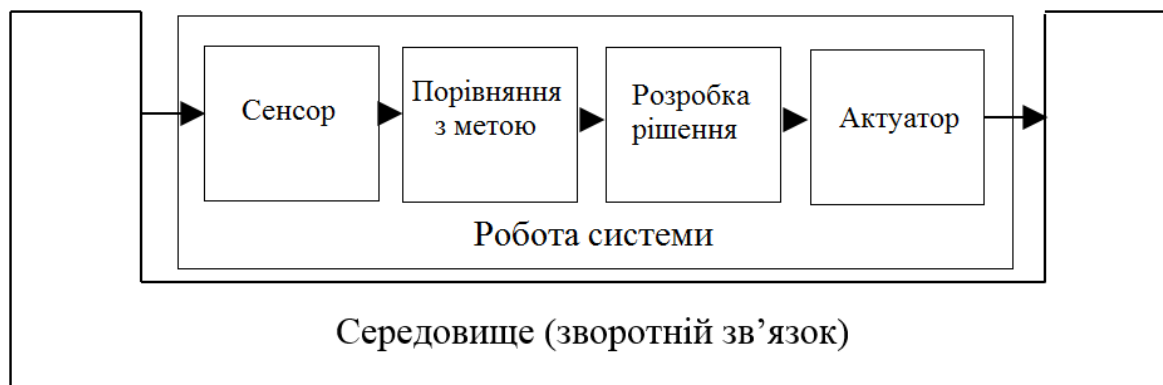 Сенсор
Порівняння
з метою
Розробка
рішення
Актуатор
Робота системи
Середовище (зворотній зв’язок)